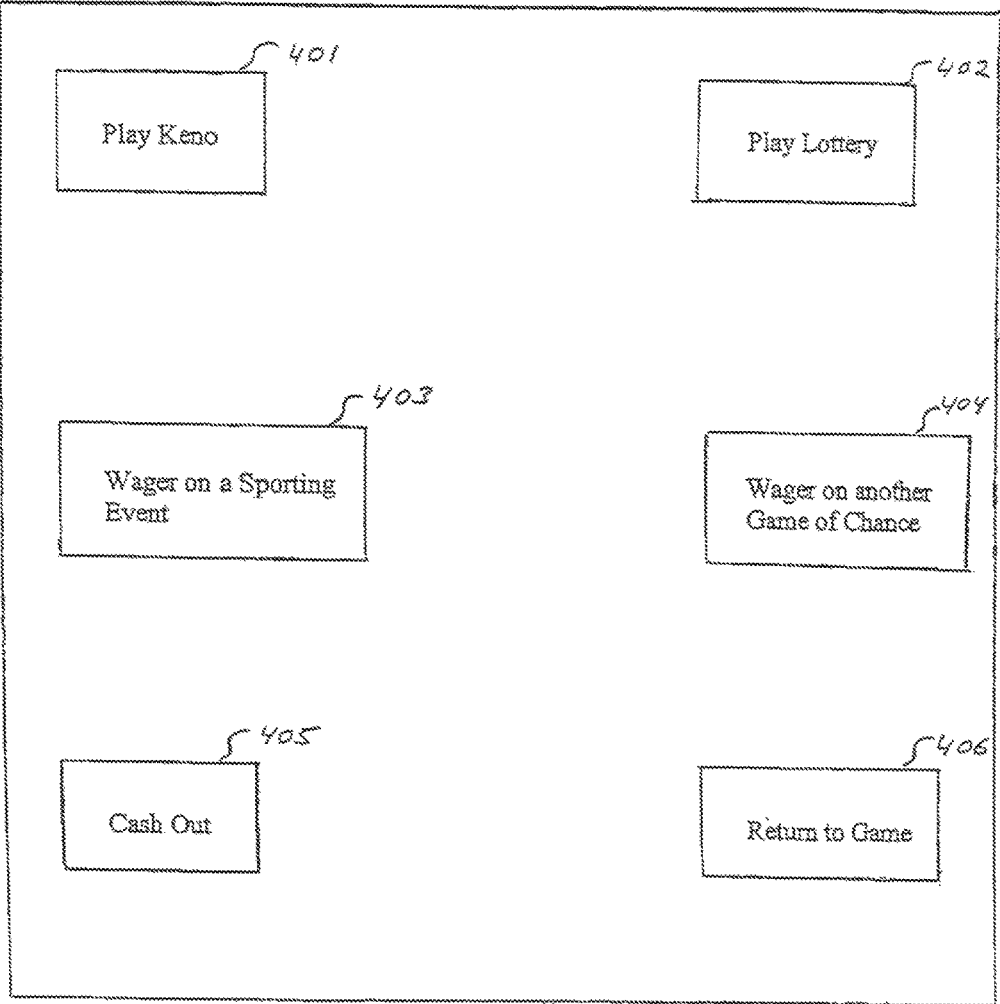 401
Play Keno
402
Play Lottery
403
Wager on a Sporting
Event
404
Wager on another
Game of Chance
405
Cash Out
406
Return to Game